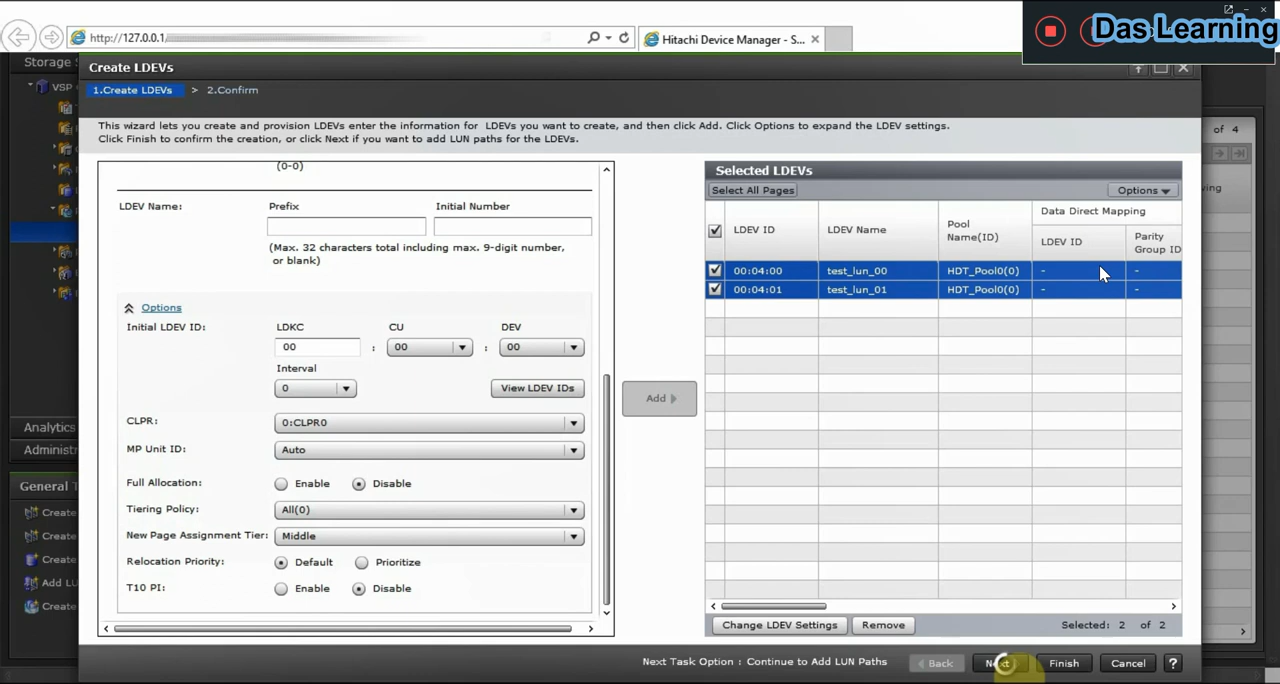 Das Learning
http://127.0.0.1/
Hitachi Device Manager - S...
Storage S
Create LDEVs
VSP
1.Create LDEVs > 2.Confirm
This wizard lets you create and provision LDEVs enter the information for LDEVs you want to create, and then click Add. Click Options to expand the LDEV settings.
Click Finish to confirm the creation, or click Next if you want to add LUN paths for the LDEVs.
of 4
(0-0)
LDEV Name:
Prefix
Initial Number
(Max. 32 characters total including max. 9-digit number,
or blank)
Options
Initial LDEV ID:
LDKC
CU
DEV
00 : 00 : 00
Interval
0
View LDEV IDs
CLPR:
0:CLPR0
MP Unit ID:
Auto
Full Allocation:
Enable
Disable
Tiering Policy:
All(0)
New Page Assignment Tier:
Middle
Relocation Priority:
Default
Prioritize
T10 PI:
Enable
Disable
Add
Selected LDEVs
Select All Pages
Options
LDEV ID
LDEV Name
Pool
Name(ID)
Data Direct Mapping
LDEV ID
Parity
Group ID
00:04:00 test_lun_00 HDT_Pool0(0) - -
00:04:01 test_lun_01 HDT_Pool0(0) - -
Change LDEV Settings
Remove
Selected: 2 of 2
Analytics
Administ
General T
Create
Create
Create
Add LU
Create
Next Task Option : Continue to Add LUN Paths
Back
Next
Finish
Cancel
?